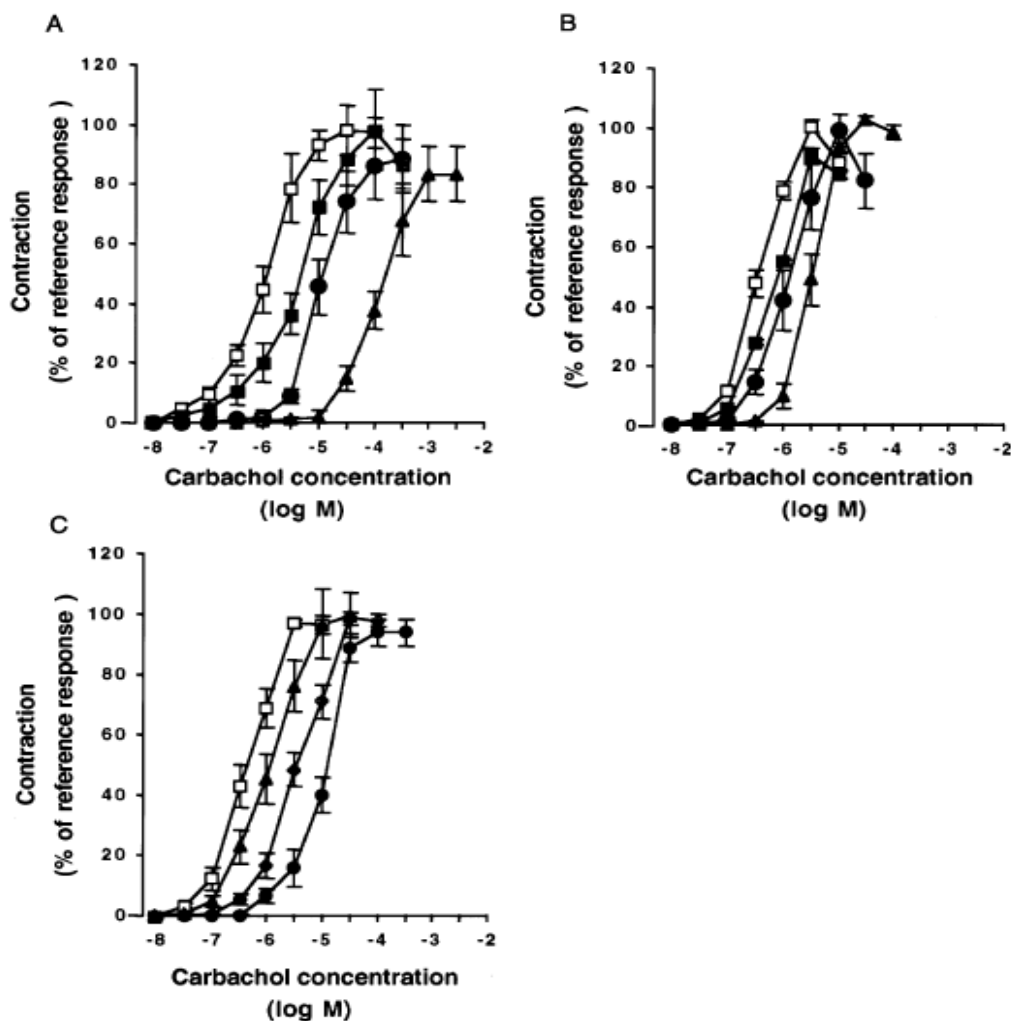 A
120
100
80
60
40
20
0
Contraction
(% of reference response )
-8 -7 -6 -5 -4 -3 -2
Carbachol concentration
(log M)
B
120
100
80
60
40
20
0
Contraction
(% of reference response )
-8 -7 -6 -5 -4 -3 -2
Carbachol concentration
(log M)
C
120
100
80
60
40
20
0
Contraction
(% of reference response )
-8 -7 -6 -5 -4 -3 -2
Carbachol concentration
(log M)